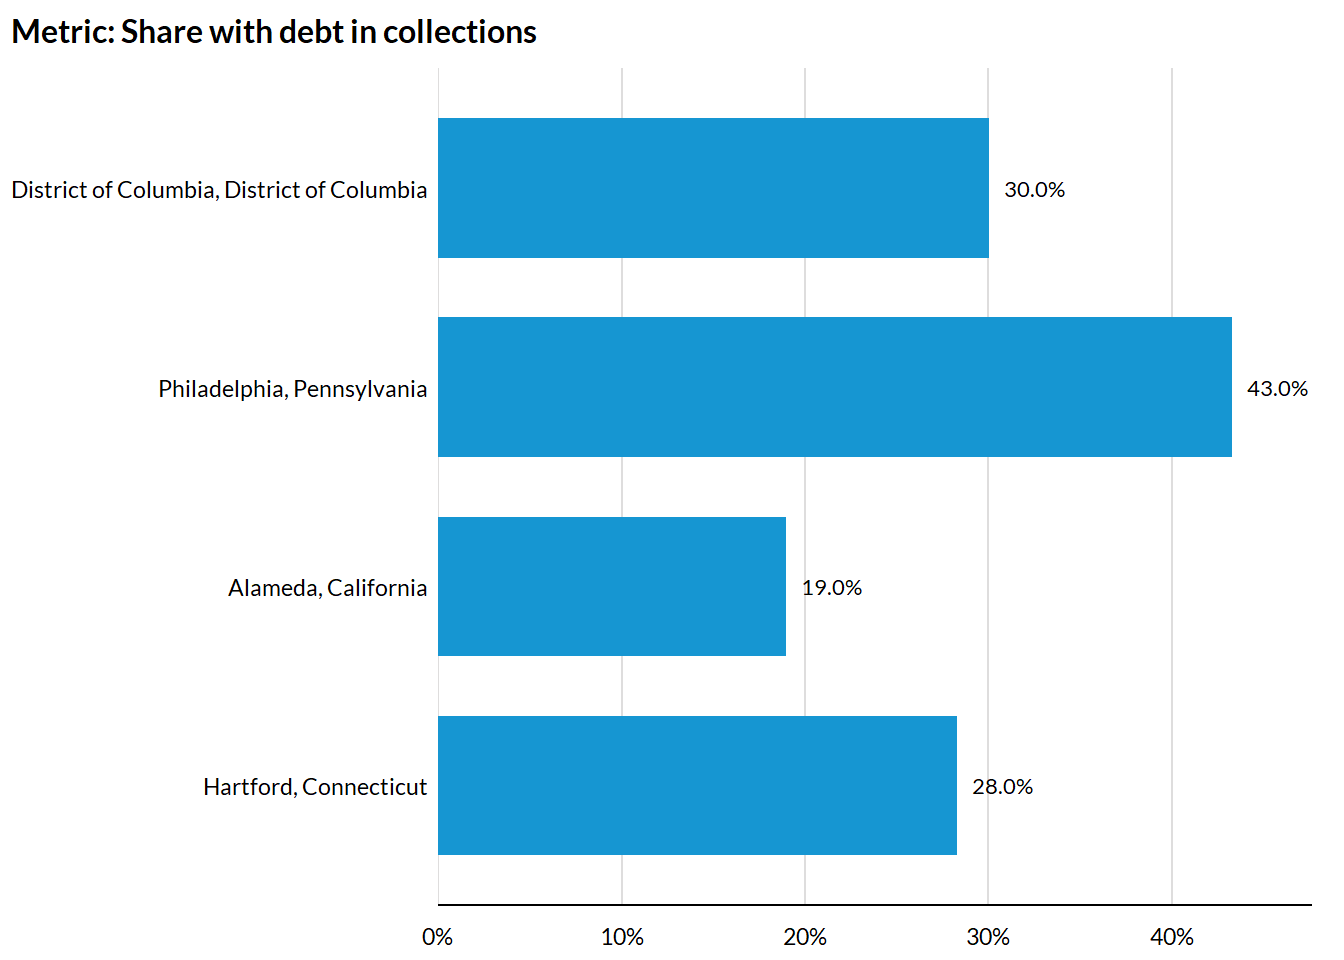 Metric: Share with debt in collections
District of Columbia, District of Columbia
30.0%
Philadelphia, Pennsylvania
43.0%
Alameda, California
19.0%
Hartford, Connecticut
28.0%
0%
10%
20%
30%
40%